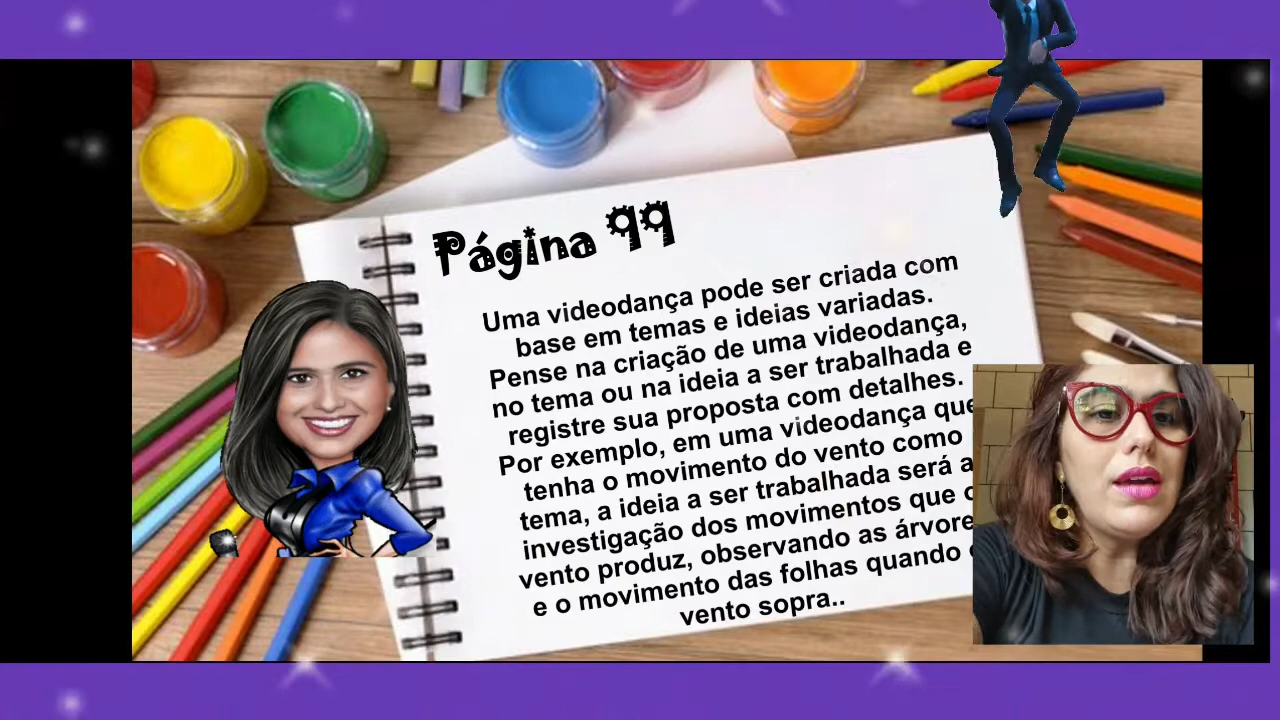 Página 99
Uma videodança pode ser criada com
base em temas e ideias variadas.
Pense na criação de uma videodança,
no tema ou na ideia a ser trabalhada e
registre sua proposta com detalhes.
Por exemplo, em uma videodança que
tenha o movimento do vento como
tema, a ideia a ser trabalhada será a
investigação dos movimentos que o
vento produz, observando as árvore
e o movimento das folhas quando o
vento sopra..